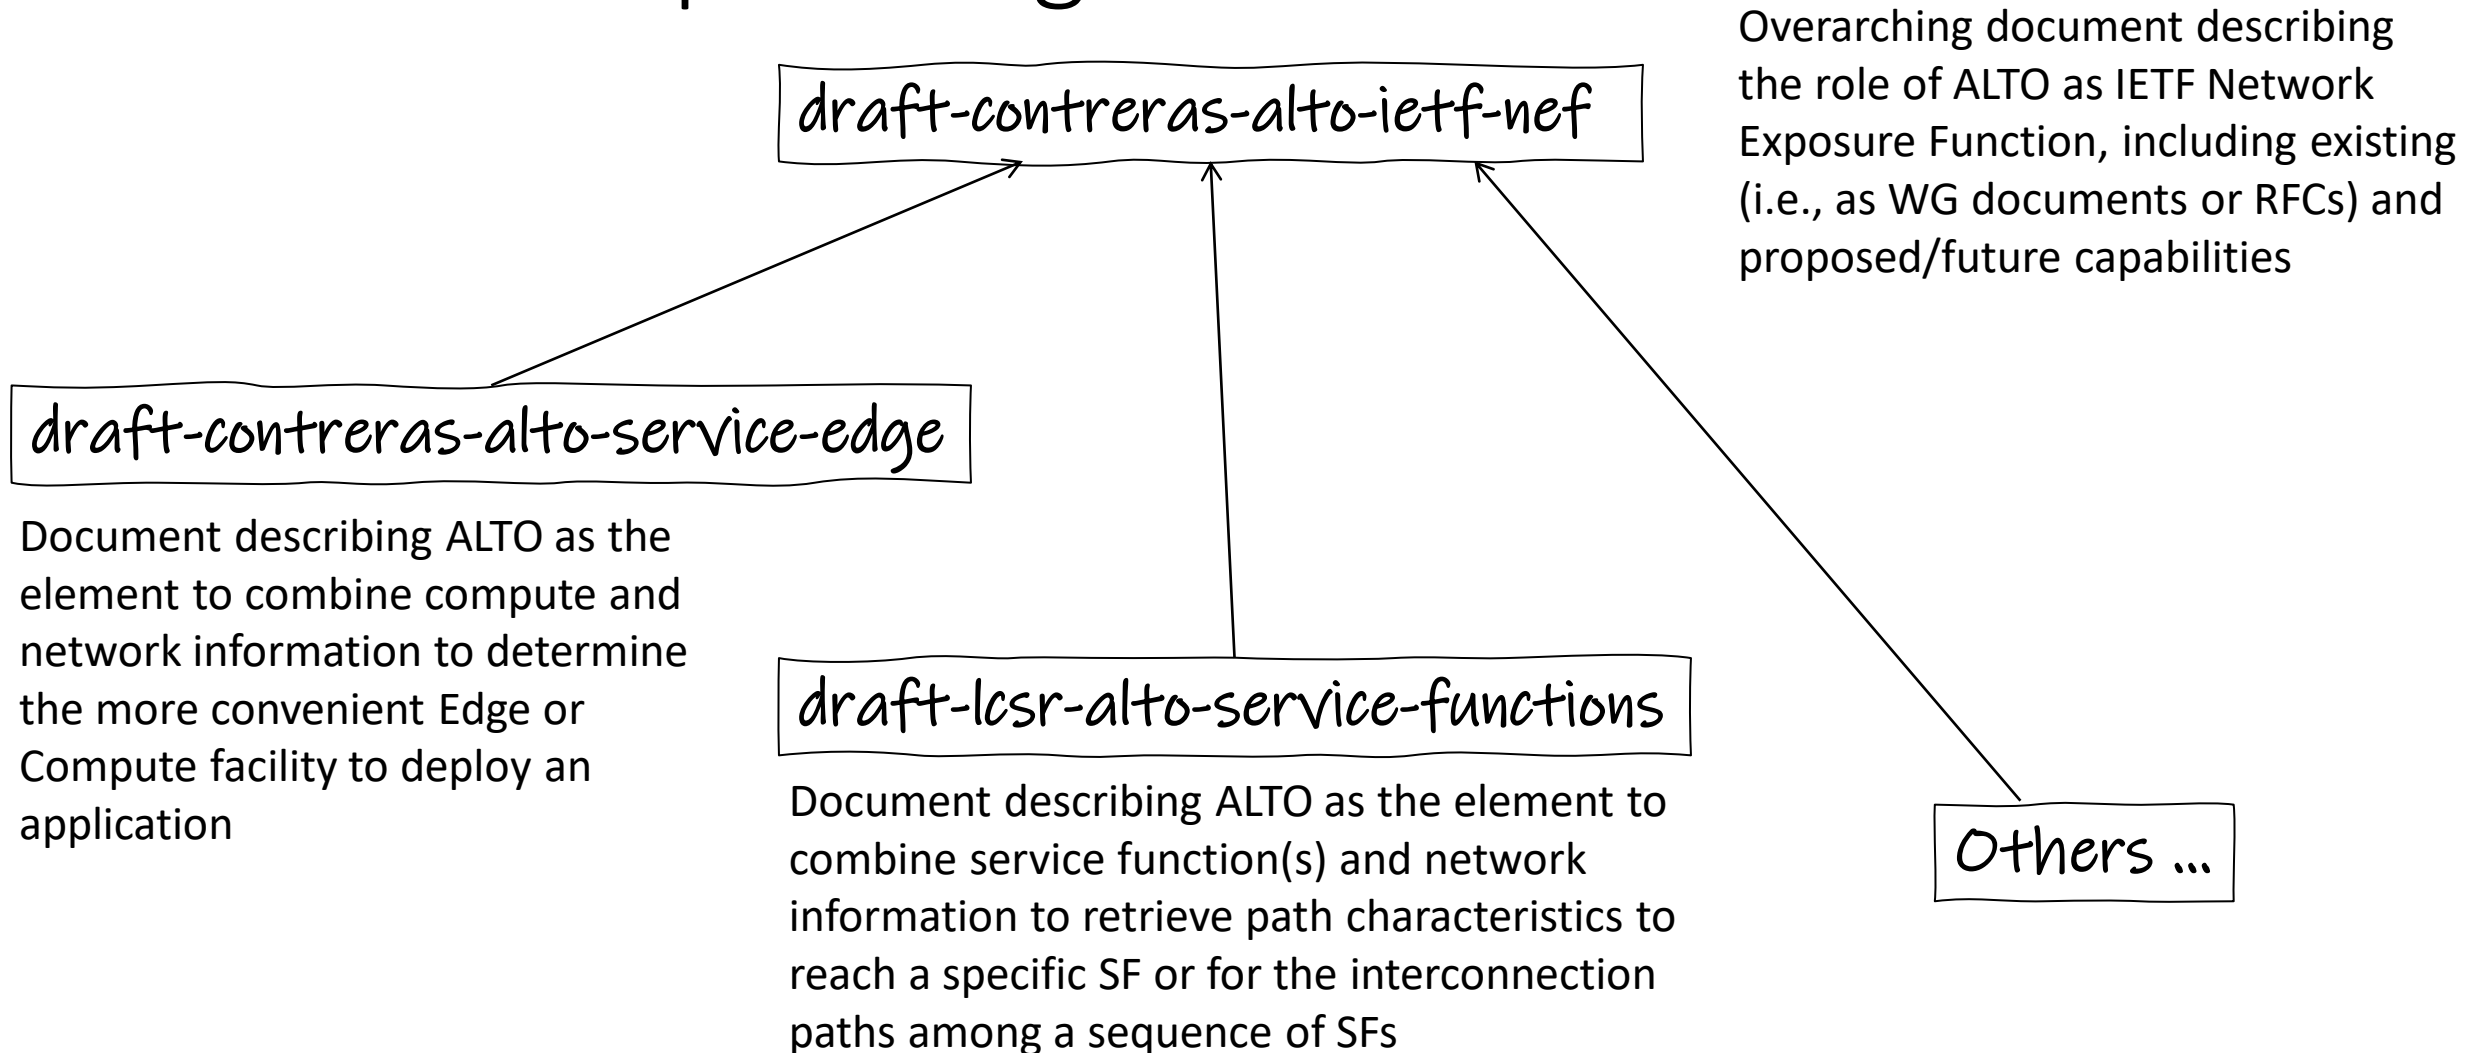 draft-contreras-alto-ietf-nef
Overarching document describing
the role of ALTO as IETF Network
Exposure Function, including existing
(i.e., as WG documents or RFCs) and
proposed/future capabilities
draft-contreras-alto-service-edge
Document describing ALTO as the
element to combine compute and
network information to determine
the more convenient Edge or
Compute facility to deploy an
application
draft-lcsr-alto-service-functions
Document describing ALTO as the element to
combine service function(s) and network
information to retrieve path characteristics to
reach a specific SF or for the interconnection
paths among a sequence of SFs
Others ...